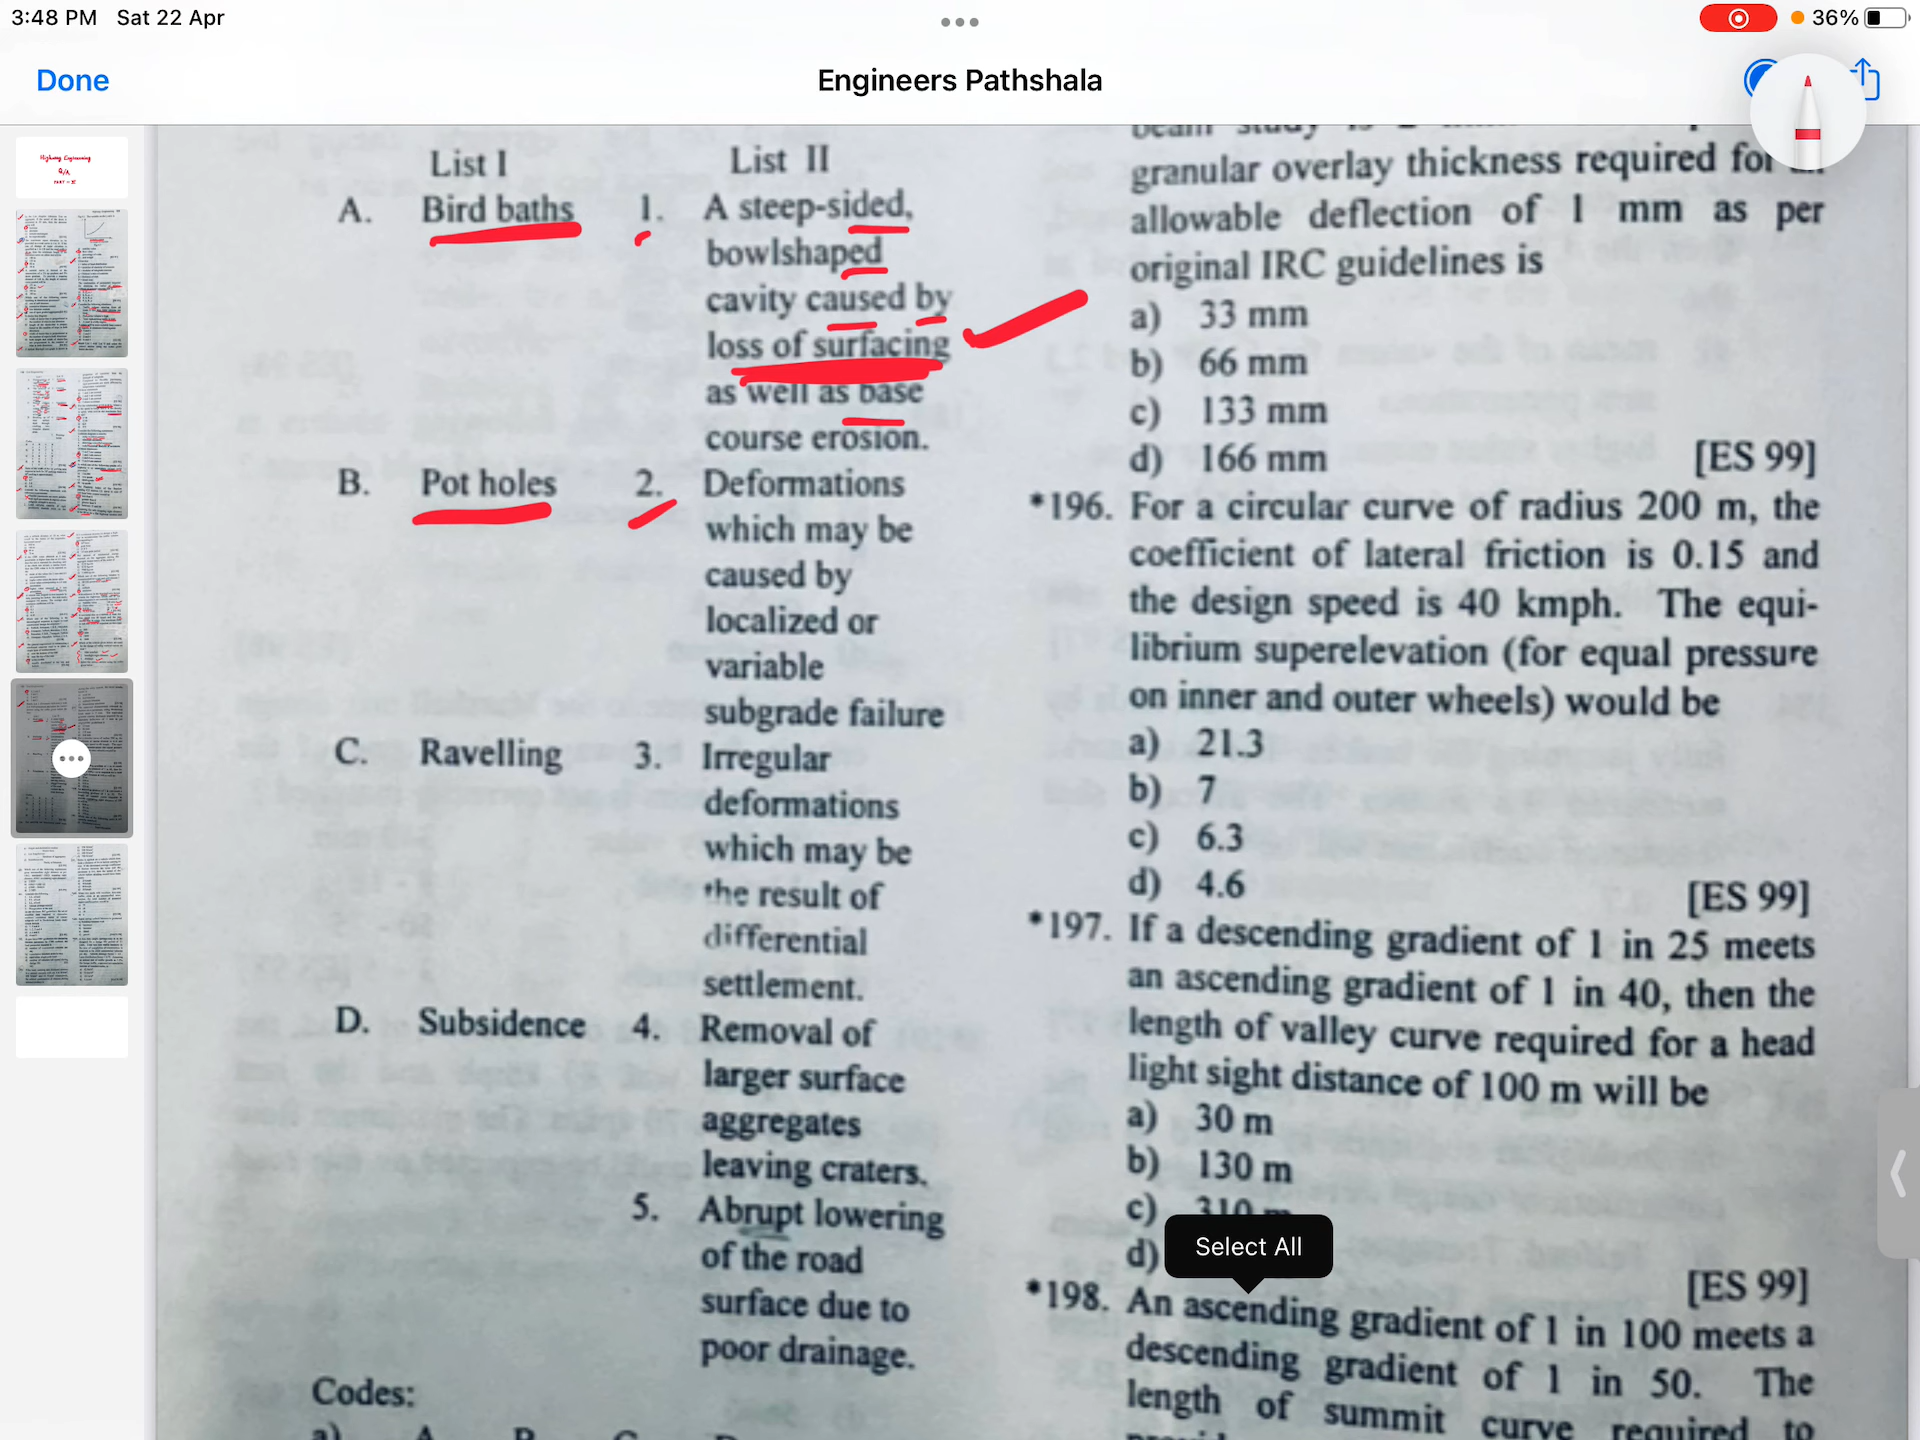 3:48 PM Sat 22 Apr
36%
Done
Engineers Pathshala
List I
List II
A. Bird baths 1. A steep-sided,
bowlshaped
cavity caused by
loss of surfacing
as well as base
course erosion.
B. Pot holes 2. Deformations
which may be
caused by
localized or
variable
subgrade failure
C. Ravelling 3. Irregular
deformations
which may be
the result of
differential
settlement.
D. Subsidence 4. Removal of
larger surface
aggregates
leaving craters.
5. Abrupt lowering
of the road
surface due to
poor drainage.
Codes:
granular overlay thickness required for
allowable deflection of 1 mm as per
original IRC guidelines is
a) 33 mm
b) 66 mm
c) 133 mm
d) 166 mm
[ES 99]
*196. For a circular curve of radius 200 m, the
coefficient of lateral friction is 0.15 and
the design speed is 40 kmph. The equi-
librium superelevation (for equal pressure
on inner and outer wheels) would be
a) 21.3
b) 7
c) 6.3
d) 4.6
[ES 99]
*197. If a descending gradient of 1 in 25 meets
an ascending gradient of 1 in 40, then the
length of valley curve required for a head
light sight distance of 100 m will be
a) 30 m
b) 130 m
c) 310 m
d)
Select All
[ES 99]
*198. An ascending gradient of 1 in 100 meets a
descending gradient of 1 in 50. The
length of summit curve required to